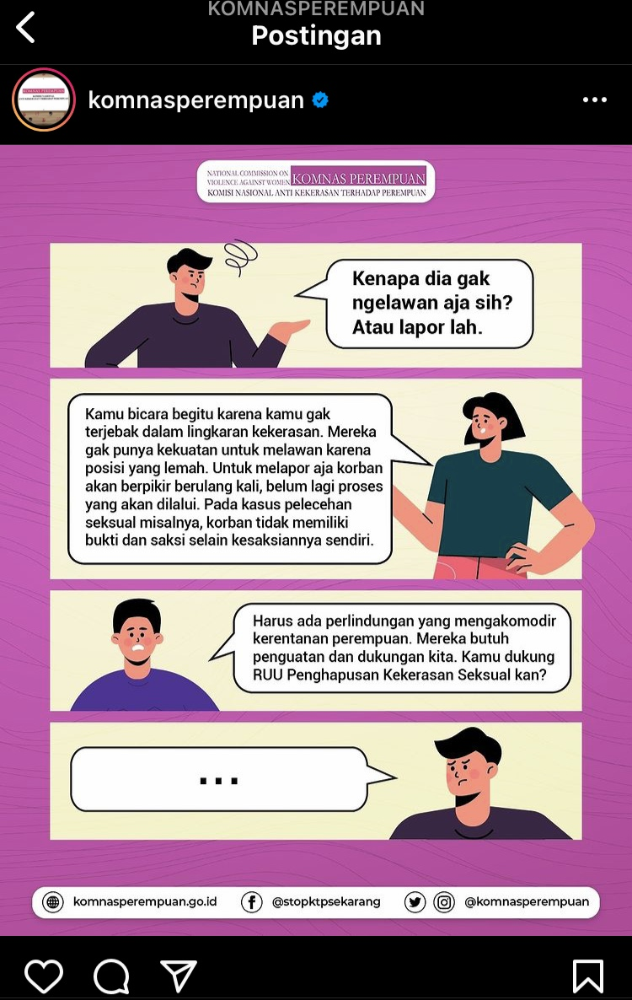 KOMNASPEREMPUAN
Postingan
komnasperempuan
NATIONAL COMMISSION ON
VIOLENCE AGAINST WOMEN
KOMNAS PEREMPUAN
KOMISI NASIONAL ANTI KEKERASAN TERHADAP PEREMPUAN
Kenapa dia gak
ngelawan aja sih?
Atau lapor lah.
Kamu bicara begitu karena kamu gak
terjebak dalam lingkaran kekerasan. Mereka
gak punya kekuatan untuk melawan karena
posisi yang lemah. Untuk melapor aja korban
akan berpikir berulang kali, belum lagi proses
yang akan dilalui. Pada kasus pelecehan
seksual misalnya, korban tidak memiliki
bukti dan saksi selain kesaksiannya sendiri.
Harus ada perlindungan yang mengakomodir
kerentanan perempuan. Mereka butuh
penguatan dan dukungan kita. Kamu dukung
RUU Penghapusan Kekerasan Seksual kan?
...
komnasperempuan.go.id
@stopktpsekarang
@komnasperempuan